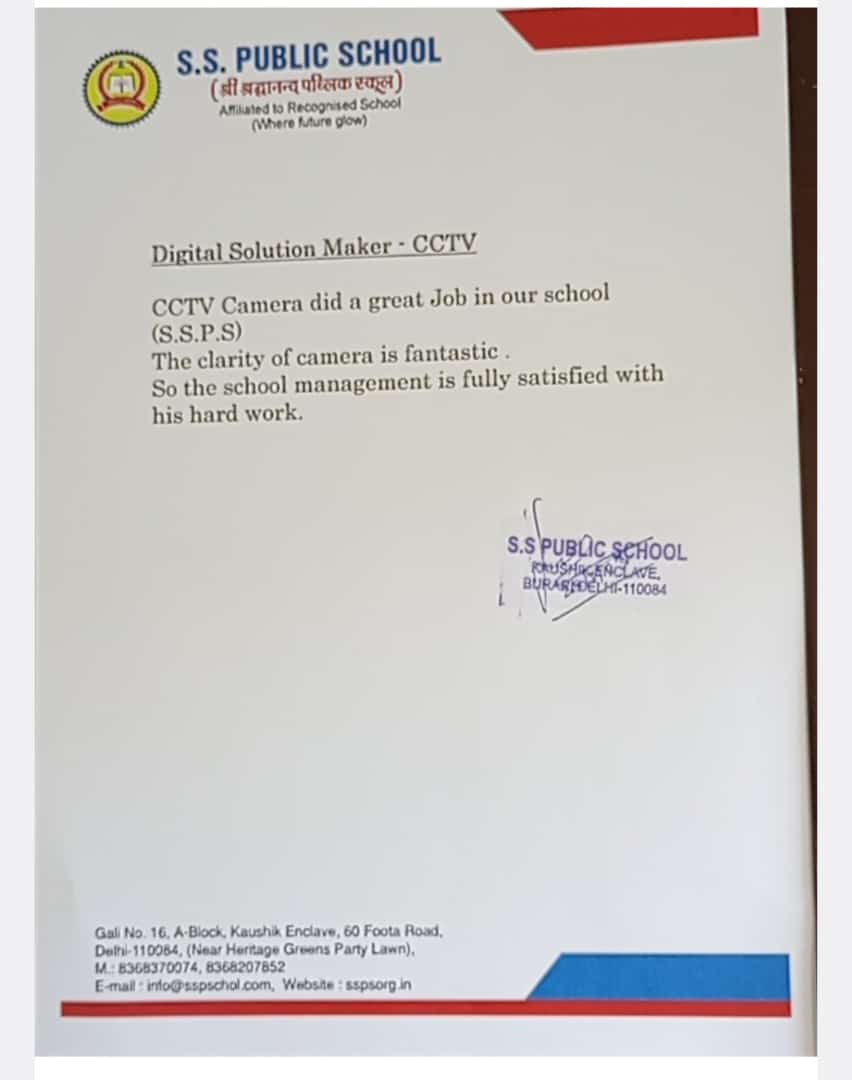 S.S. PUBLIC SCHOOL
(श्री श्रद्धानन्द पब्लिक स्कूल)
Affiliated to Recognised School
(Where future glow)
Digital Solution Maker - CCTV
CCTV Camera did a great Job in our school
(S.S.P.S)
The clarity of camera is fantastic .
So the school management is fully satisfied with
his hard work.
S.S PUBLIC SCHOOL
KAUSHIK ENCLAVE,
BURARI DELHI-110084
Gali No. 16, A-Block, Kaushik Enclave, 60 Foota Road,
Delhi-110084, (Near Heritage Greens Party Lawn),
M.: 8368370074, 8368207852
E-mail : info@sspschol.com, Website : sspsorg.in